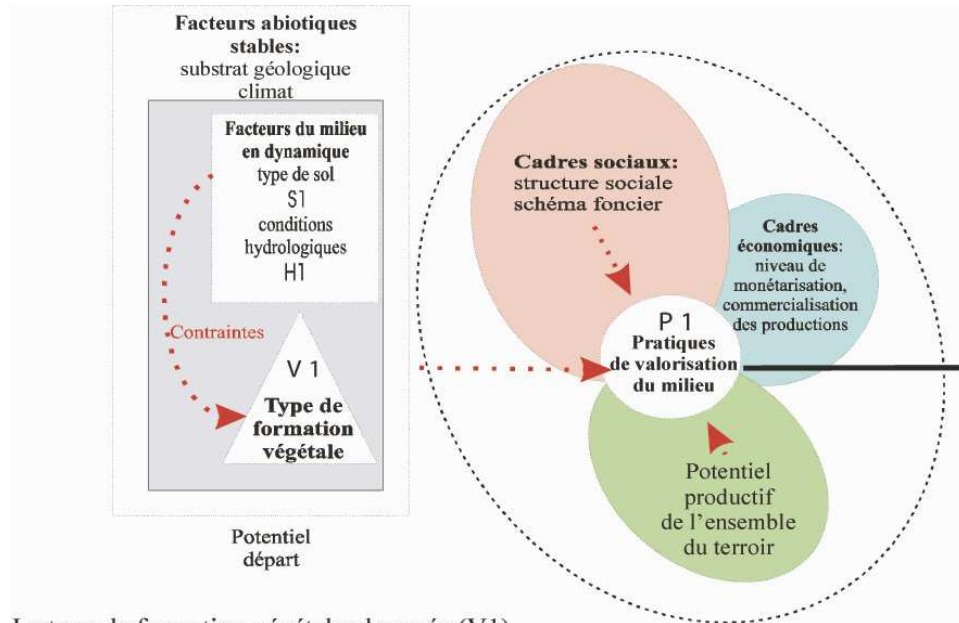 Facteurs abiotiques
stables:
substrat géologique
climat
Facteurs du milieu
en dynamique
type de sol
S1
conditions
hydrologiques
H1
Contraintes
V 1
Type de
formation
végétale
Potentiel
départ
Cadres sociaux:
structure sociale
schéma foncier
Cadres
économiques:
niveau de
monétarisation,
commercialisation
des productions
P 1
Pratiques
de valorisation
du milieu
Potentiel
productif
de l'ensemble
du terroir
(V1)